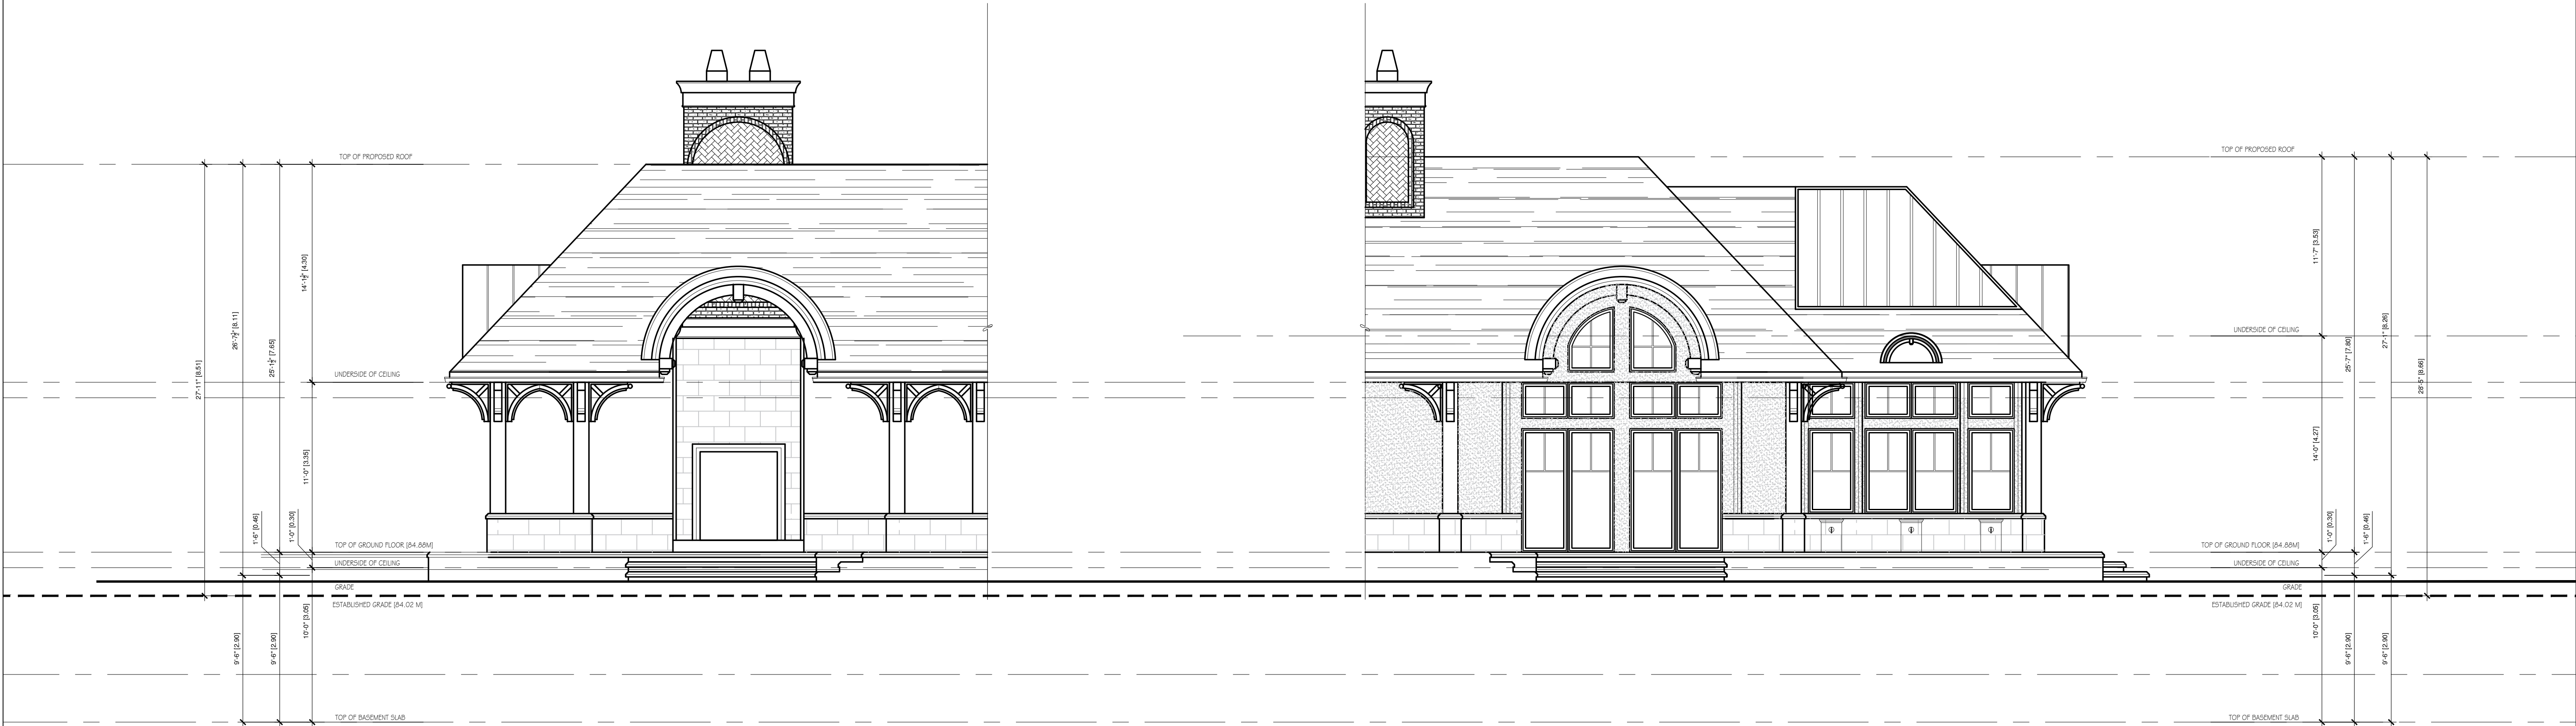 TOP OF PROPOSED ROOF
TOP OF PROPOSED ROOF
27'-11" [8.51]
26'-7½" [8.11]
25'-1½" [7.65]
14'-1½" [4.30]
11'-7" [3.53]
UNDERSIDE OF CEILING
25'-7" [7.80]
27'-1" [8.26]
28'-5" [8.66]
UNDERSIDE OF CEILING
11'-0" [3.35]
14'-0" [4.27]
1'-6" [0.46]
1'-0" [0.30]
1'-0" [0.30]
1'-6" [0.46]
TOP OF GROUND FLOOR [84.88M]
TOP OF GROUND FLOOR [84.88M]
UNDERSIDE OF CEILING
UNDERSIDE OF CEILING
GRADE
GRADE
ESTABLISHED GRADE [84.02 M]
ESTABLISHED GRADE [84.02 M]
9'-6" [2.90]
9'-6" [2.90]
10'-0" [3.05]
10'-0" [3.05]
9'-6" [2.90]
9'-6" [2.90]
TOP OF BASEMENT SLAB
TOP OF BASEMENT SLAB